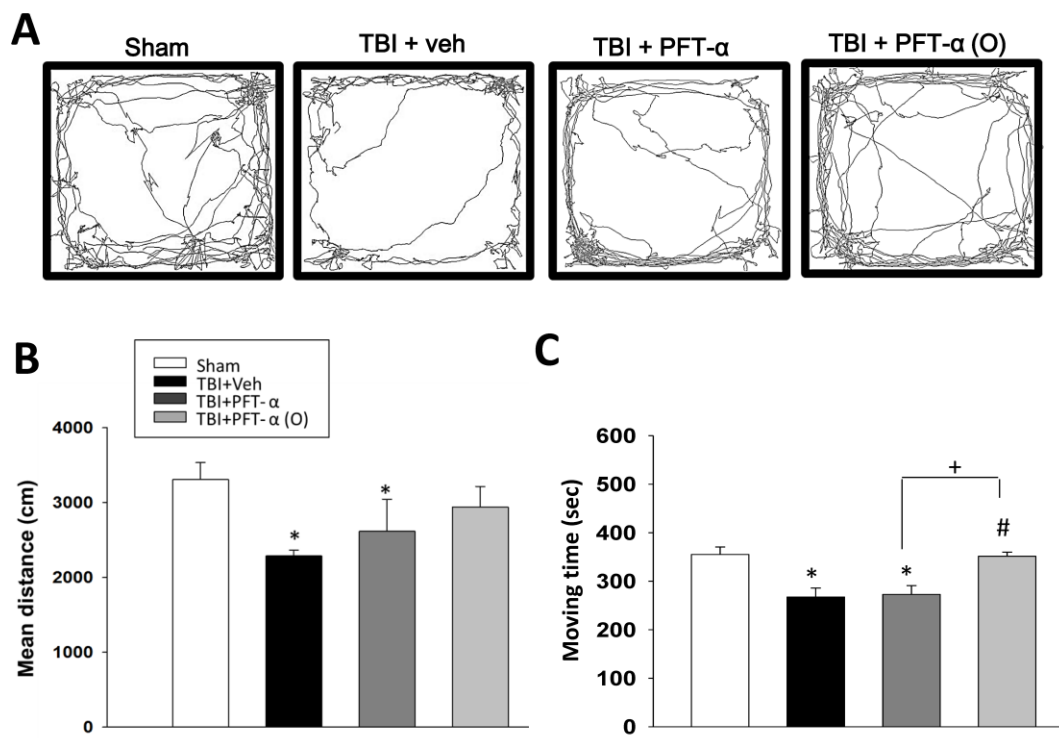 A
Sham
TBI + veh
TBI + PFT-α
TBI + PFT-α (O)
B
Sham
TBI+Veh
TBI+PFT- α
TBI+PFT- α (O)
Mean distance (cm)
4000
3000
2000
1000
0
*
*
C
Moving time (sec)
600
500
400
300
200
100
0
*
*
+
#